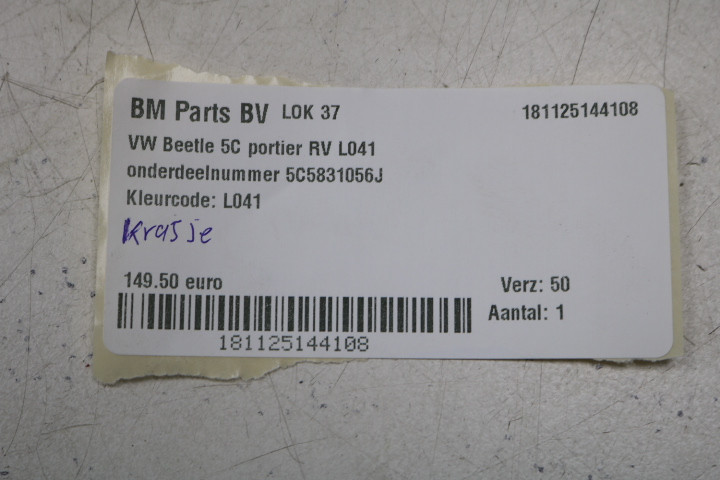 BM Parts BV LOK 37 181125144108
VW Beetle 5C portier RV L041
onderdeelnummer 5C5831056J
Kleurcode: L041
krasje
149.50 euro Verz: 50
Aantal: 1
181125144108